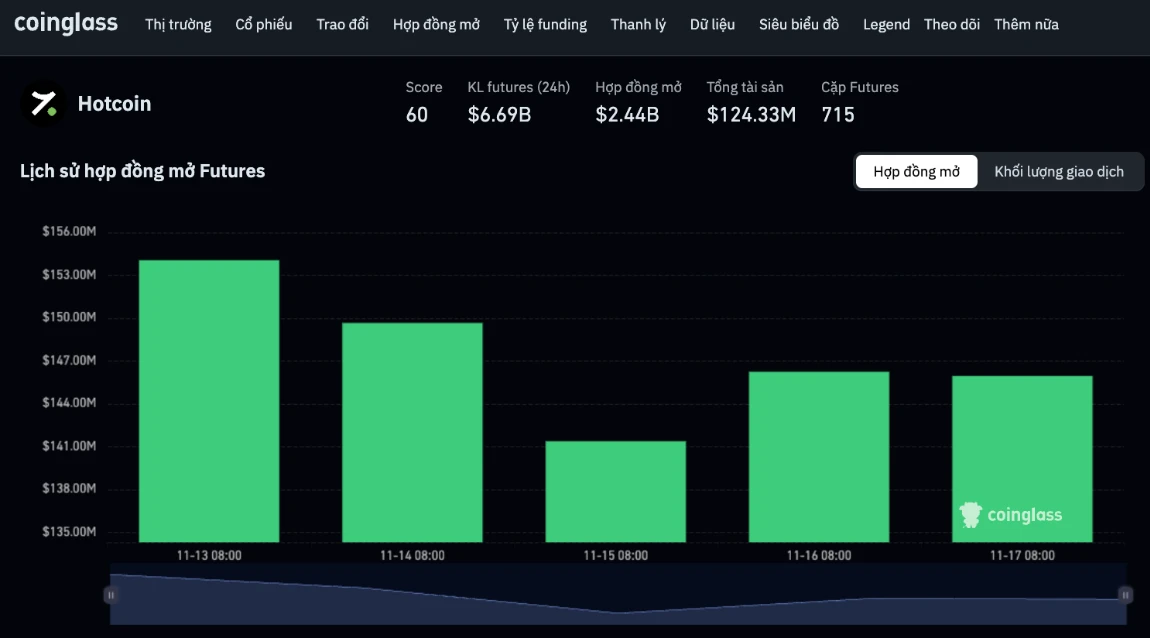 coinglass Thị trường Cổ phiếu Trao đổi Hợp đồng mở Tỷ lệ funding Thanh lý Dữ liệu Siêu biểu đồ Legend Theo dõi Thêm nữa
Hotcoin
Score KL futures (24h) Hợp đồng mở Tổng tài sản Cặp Futures
60 $6.69B $2.44B $124.33M 715
Lịch sử hợp đồng mở Futures
Hợp đồng mở Khối lượng giao dịch
$156.00M
$153.00M
$150.00M
$147.00M
$144.00M
$141.00M
$138.00M
$135.00M
coinglass
11-13 08:00 11-14 08:00 11-15 08:00 11-16 08:00 11-17 08:00